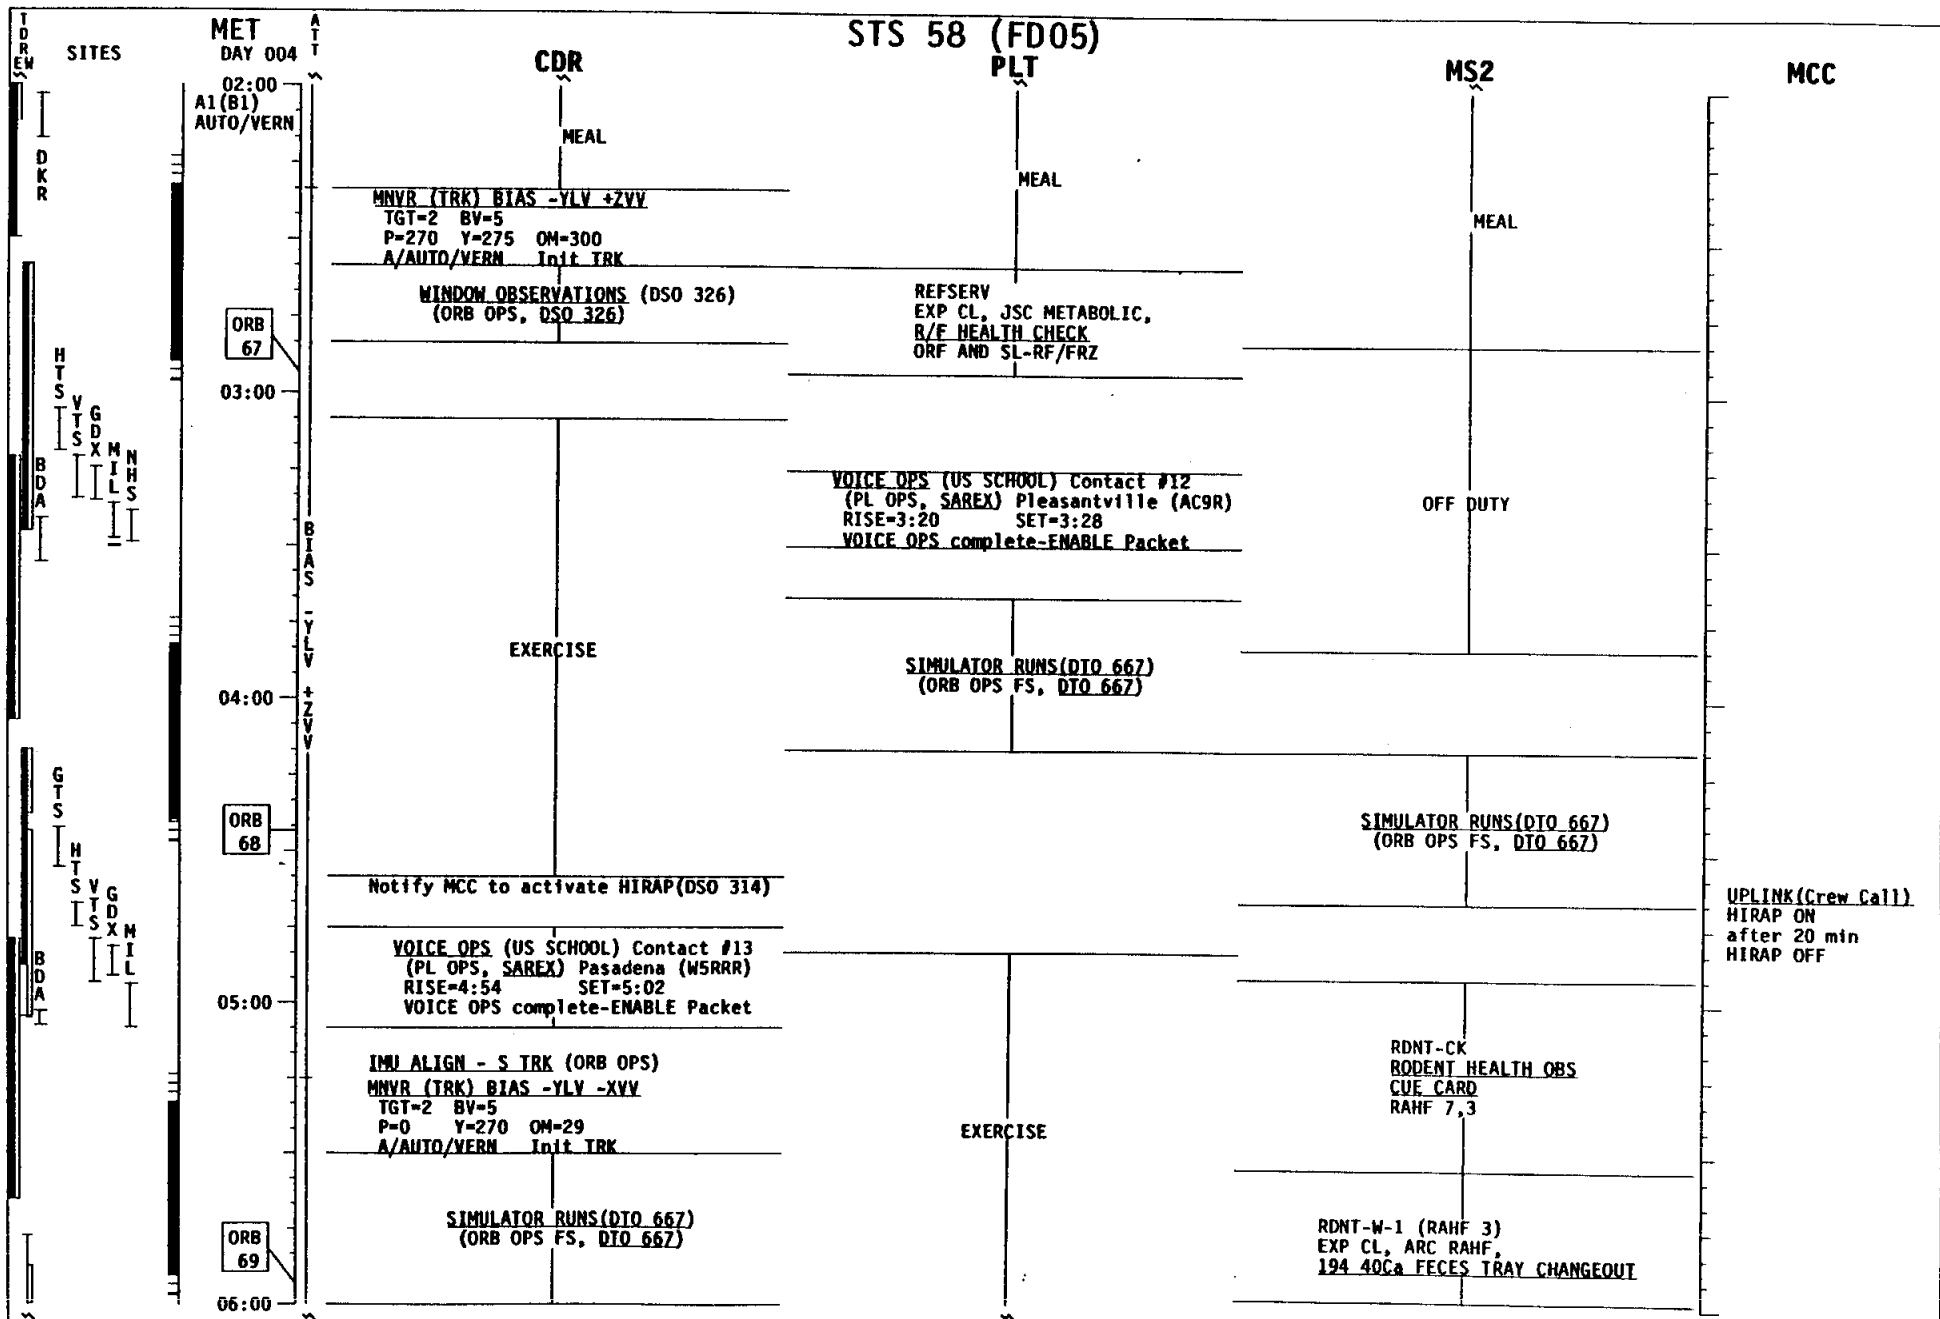 STS 58 (FD05)
TDRS
E W
SITES
MET
DAY 004
ATT
CDR
PLT
MS2
MCC
02:00
A1(B1)
AUTO/VERN
DKR
MEAL
MEAL
MEAL
MNVR (TRK) BIAS -YLV +ZVV
TGT=2 BV=5
P=270 Y=275 OM=300
A/AUTO/VERN Init TRK
WINDOW OBSERVATIONS (DSO 326)
(ORB OPS, DSO 326)
REFSERV
EXP CL, JSC METABOLIC,
R/F HEALTH CHECK
ORF AND SL-RF/FRZ
ORB
67
03:00
HTS
VTS
GDX
MIL
NHS
BDA
BIAS -YLV +ZVV
VOICE OPS (US SCHOOL) Contact #12
(PL OPS, SAREX) Pleasantville (AC9R)
RISE=3:20 SET=3:28
VOICE OPS complete-ENABLE Packet
OFF DUTY
EXERCISE
SIMULATOR RUNS(DTO 667)
(ORB OPS FS, DTO 667)
04:00
GTS
HTS
VTS
GDX
MIL
BDA
ORB
68
SIMULATOR RUNS(DTO 667)
(ORB OPS FS, DTO 667)
Notify MCC to activate HIRAP(DSO 314)
UPLINK(Crew Call)
HIRAP ON
after 20 min
HIRAP OFF
VOICE OPS (US SCHOOL) Contact #13
(PL OPS, SAREX) Pasadena (W5RRR)
RISE=4:54 SET=5:02
VOICE OPS complete-ENABLE Packet
05:00
IMU ALIGN - S TRK (ORB OPS)
MNVR (TRK) BIAS -YLV -XVV
TGT=2 BV=5
P=0 Y=270 OM=29
A/AUTO/VERN Init TRK
EXERCISE
RDNT-CK
RODENT HEALTH OBS
CUE CARD
RAHF 7,3
SIMULATOR RUNS(DTO 667)
(ORB OPS FS, DTO 667)
RDNT-W-1 (RAHF 3)
EXP CL, ARC RAHF,
194 40Ca FECES TRAY CHANGEOUT
ORB
69
06:00